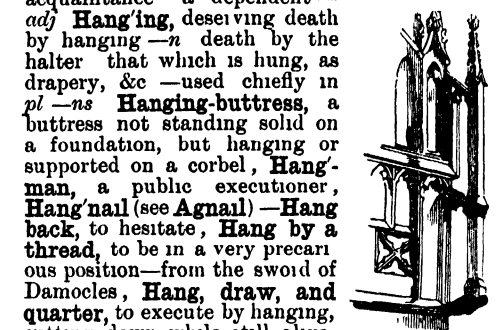 acquaintance a dependent
adj Hang'ing, deserving death
by hanging —n death by the
halter that which is hung, as
drapery, &c —used chiefly in
pl —ns Hanging-buttress, a
buttress not standing solid on
a foundation, but hanging or
supported on a corbel, Hang'-
man, a public executioner,
Hang'nail (see Agnail) —Hang
back, to hesitate, Hang by a
thread, to be in a very precari
ous position—from the sword of
Damocles, Hang, draw, and
quarter, to execute by hanging,